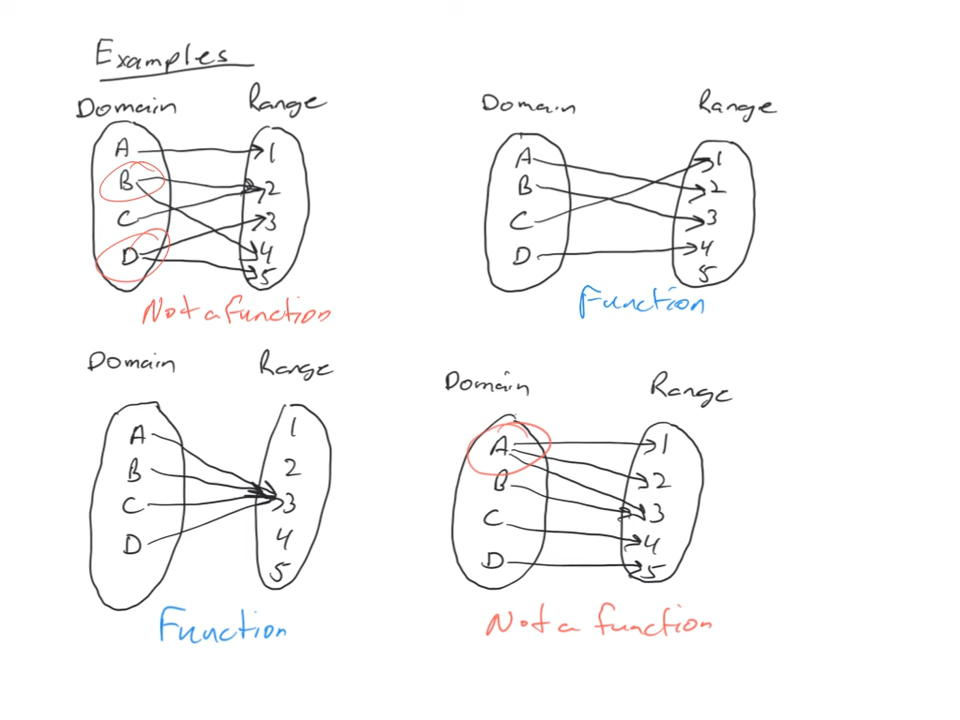 Examples
Domain Range
A 1
B 2
C 3
D 4
5
Not a function
Domain Range
A 1
B 2
C 3
D 4
5
Function
Domain Range
A 1
B 2
C 3
D 4
5
Function
Domain Range
A 1
B 2
C 3
D 4
5
Not a function